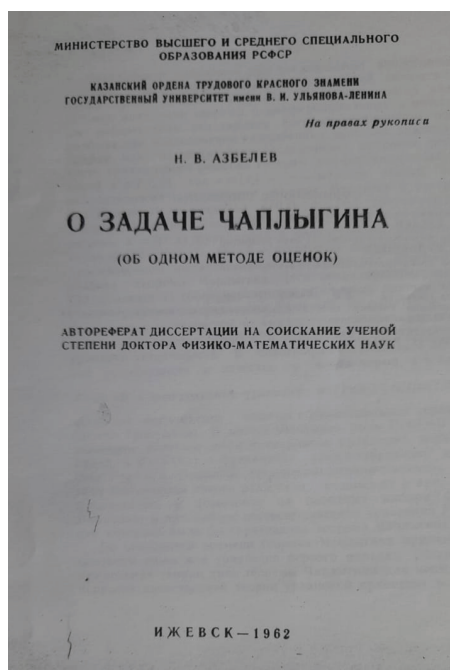 МИНИСТЕРСТВО ВЫСШЕГО И СРЕДНЕГО СПЕЦИАЛЬНОГО
ОБРАЗОВАНИЯ РСФСР
КАЗАНСКИЙ ОРДЕНА ТРУДОВОГО КРАСНОГО ЗНАМЕНИ
ГОСУДАРСТВЕННЫЙ УНИВЕРСИТЕТ имени В. И. УЛЬЯНОВА-ЛЕНИНА
На правах рукописи
Н. В. АЗБЕЛЕВ
О ЗАДАЧЕ ЧАПЛЫГИНА
(ОБ ОДНОМ МЕТОДЕ ОЦЕНОК)
АВТОРЕФЕРАТ ДИССЕРТАЦИИ НА СОИСКАНИЕ УЧЕНОЙ
СТЕПЕНИ ДОКТОРА ФИЗИКО-МАТЕМАТИЧЕСКИХ НАУК
ИЖЕВСК—1962